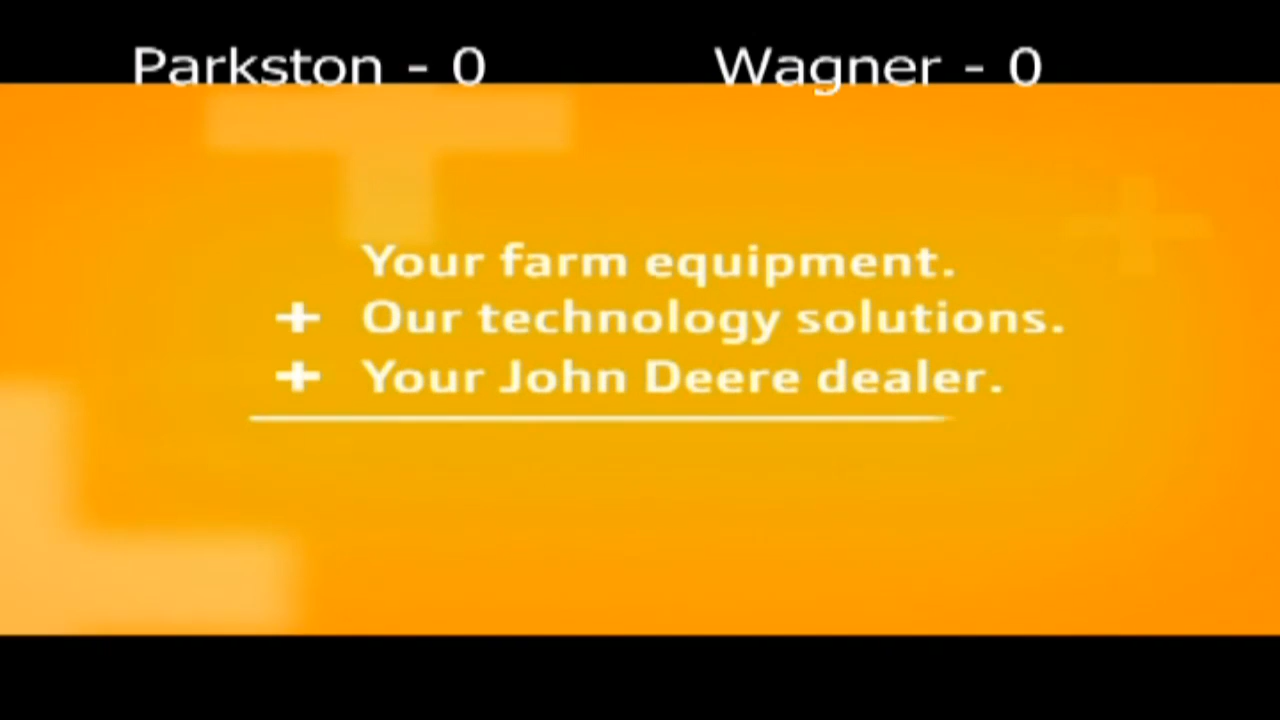 Parkston - 0 Wagner - 0
Your farm equipment.
+ Our technology solutions.
+ Your John Deere dealer.